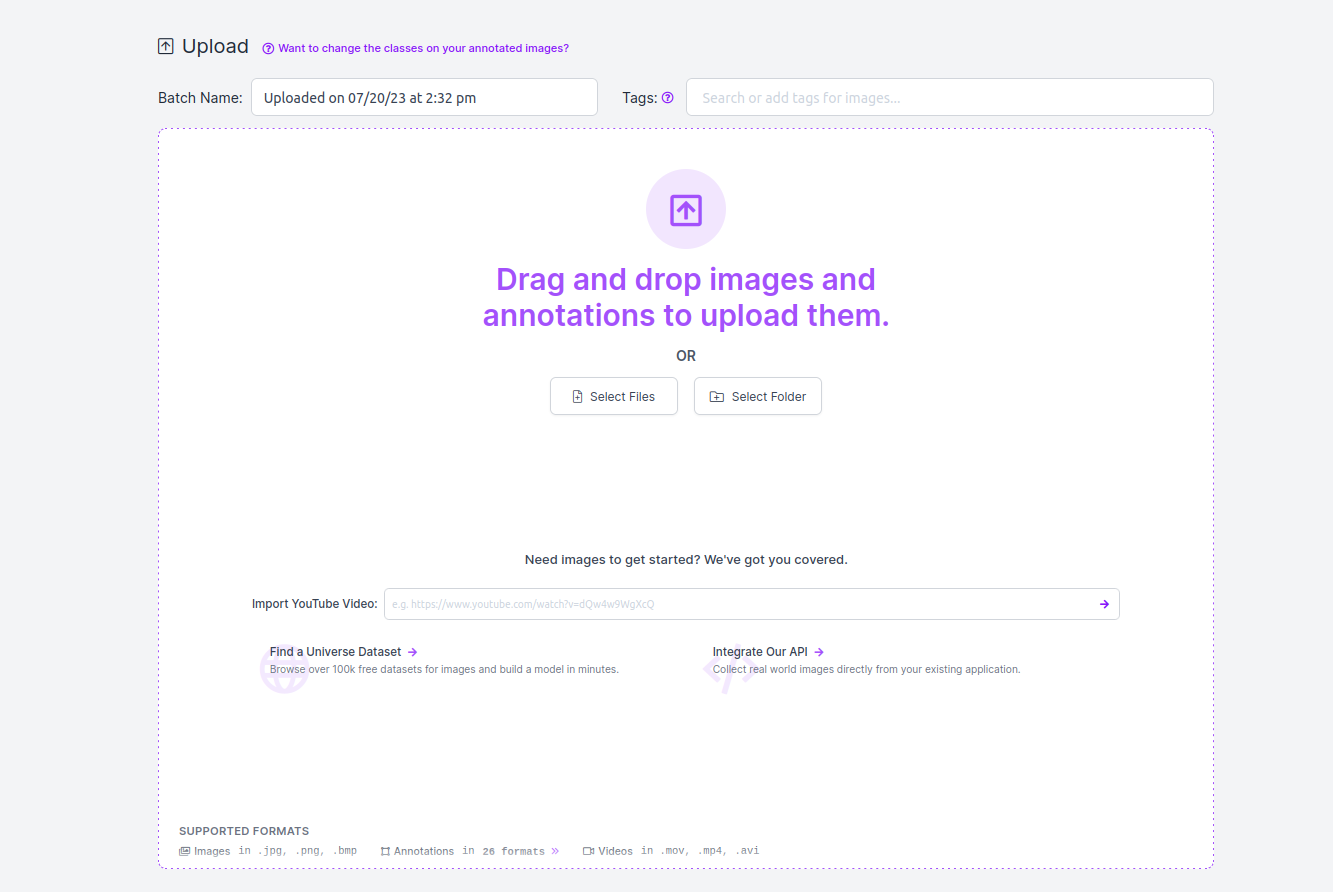 Upload Want to change the classes on your annotated images?
Batch Name: Uploaded on 07/20/23 at 2:32 pm Tags: Search or add tags for images...
Drag and drop images and
annotations to upload them.
OR
Select Files Select Folder
Need images to get started? We've got you covered.
Import YouTube Video: e.g. https://www.youtube.com/watch?v=dQw4w9WgXcQ
Find a Universe Dataset → Integrate Our API →
Browse over 100k free datasets for images and build a model in minutes. Collect real world images directly from your existing application.
SUPPORTED FORMATS
Images in .jpg, .png, .bmp Annotations in 26 formats » Videos in .mov, .mp4, .avi